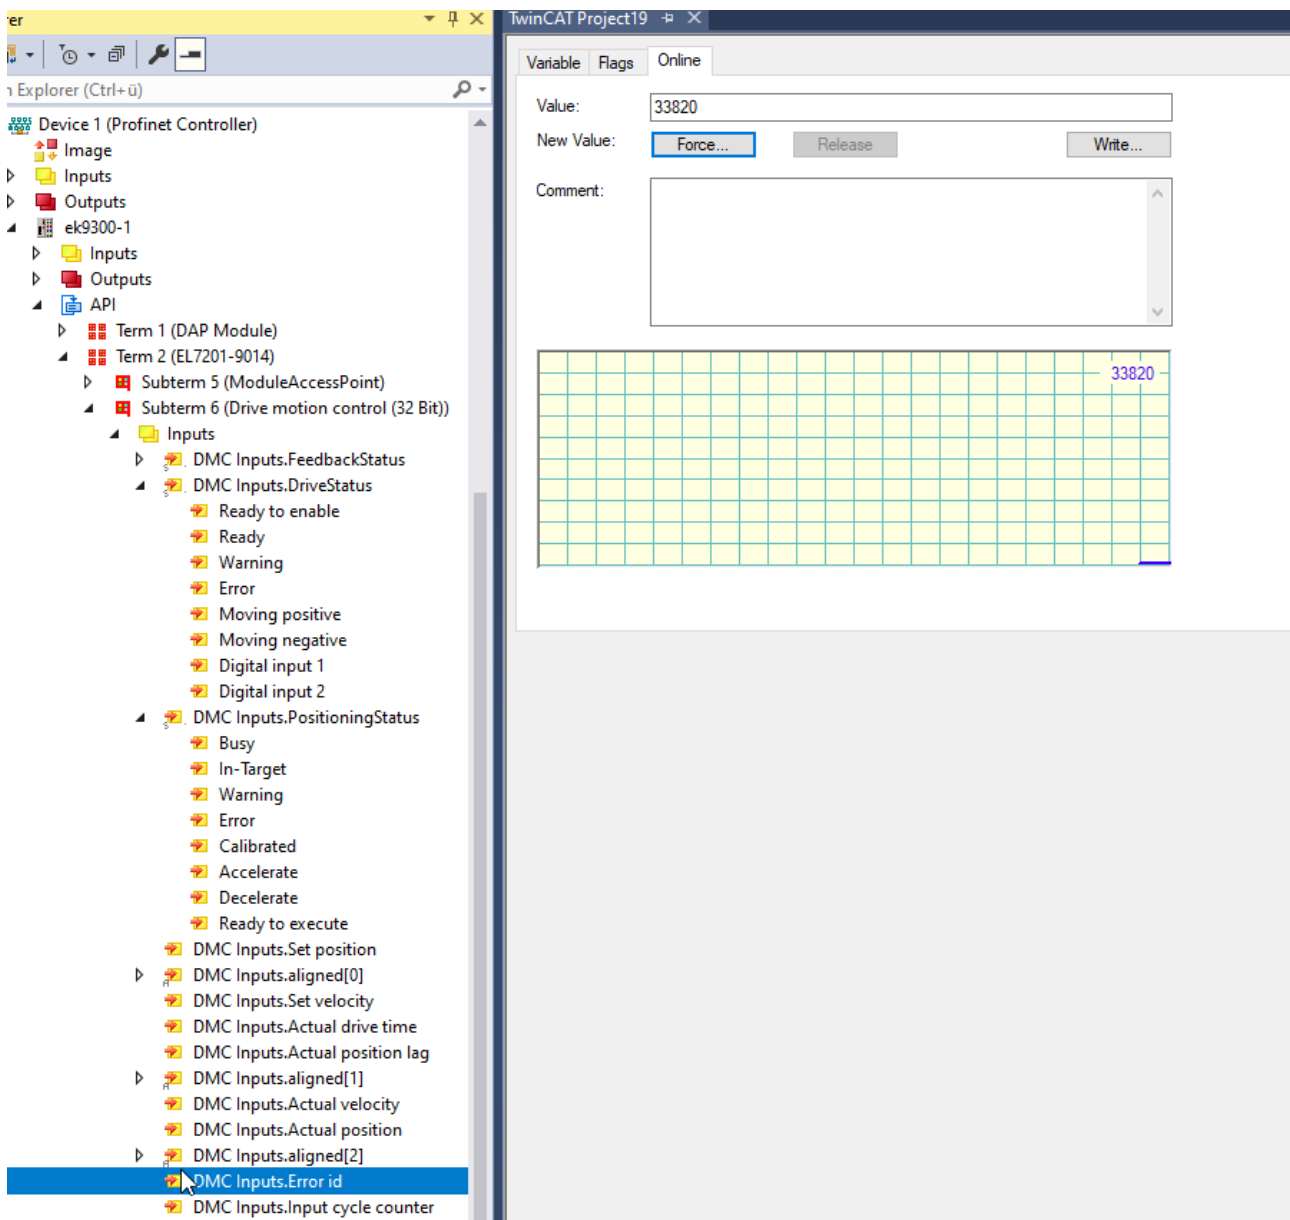 er
TwinCAT Project19
n Explorer (Ctrl+ü)
Device 1 (Profinet Controller)
Image
Inputs
Outputs
ek9300-1
Inputs
Outputs
API
Term 1 (DAP Module)
Term 2 (EL7201-9014)
Subterm 5 (ModuleAccessPoint)
Subterm 6 (Drive motion control (32 Bit))
Inputs
DMC Inputs.FeedbackStatus
DMC Inputs.DriveStatus
Ready to enable
Ready
Warning
Error
Moving positive
Moving negative
Digital input 1
Digital input 2
DMC Inputs.PositioningStatus
Busy
In-Target
Warning
Error
Calibrated
Accelerate
Decelerate
Ready to execute
DMC Inputs.Set position
DMC Inputs.aligned[0]
DMC Inputs.Set velocity
DMC Inputs.Actual drive time
DMC Inputs.Actual position lag
DMC Inputs.aligned[1]
DMC Inputs.Actual velocity
DMC Inputs.Actual position
DMC Inputs.aligned[2]
DMC Inputs.Error id
DMC Inputs.Input cycle counter
Variable Flags Online
Value: 33820
New Value: Force... Release Write...
Comment:
33820